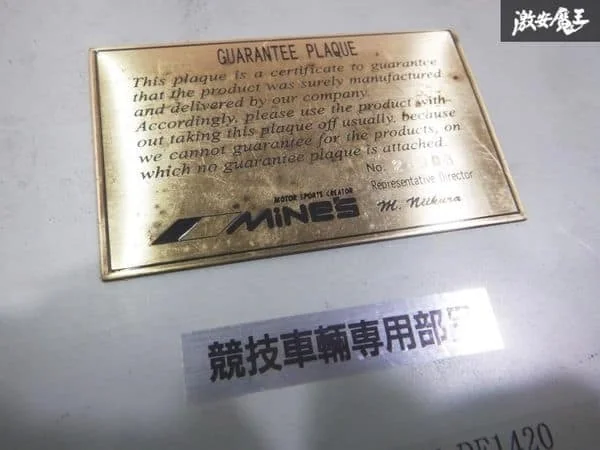 激安魔王
GUARANTEE PLAQUE
This plaque is a certificate to guarantee
that the product was surely manufactured
and delivered by our company.
Accordingly, please use the product with-
out taking this plaque off usually, because
we cannot guarantee for the products, on
which no guarantee plaque is attached.
No.
Representative Director
MOTOR SPORTS CREATOR
MiNE'S
M. Niikura
競技車輛専用部
DF1420